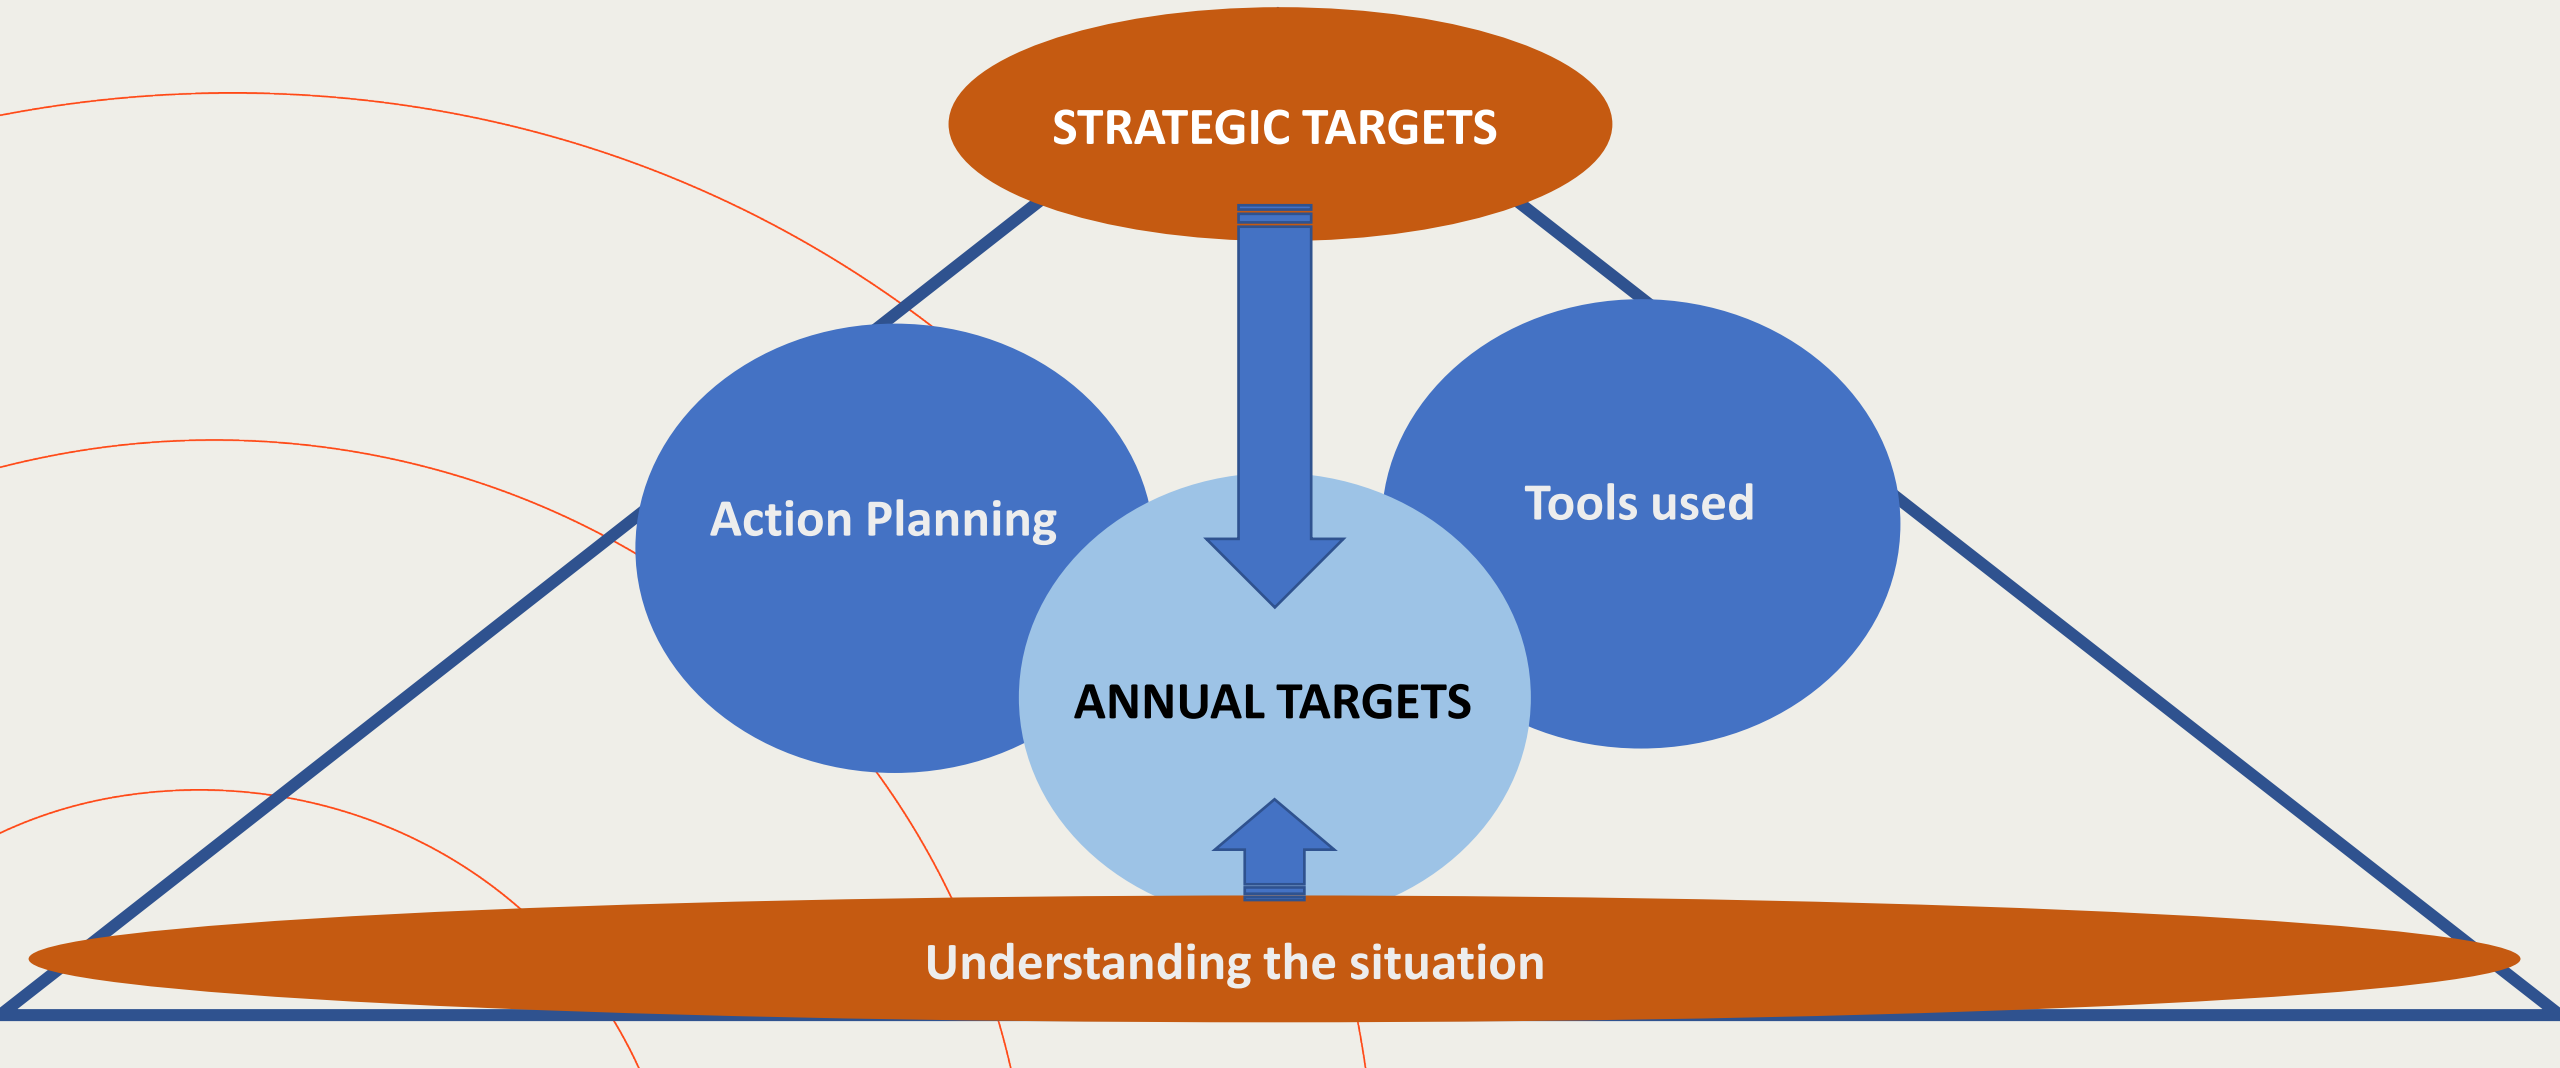 STRATEGIC TARGETS
Action Planning
Tools used
ANNUAL TARGETS
Understanding the situation